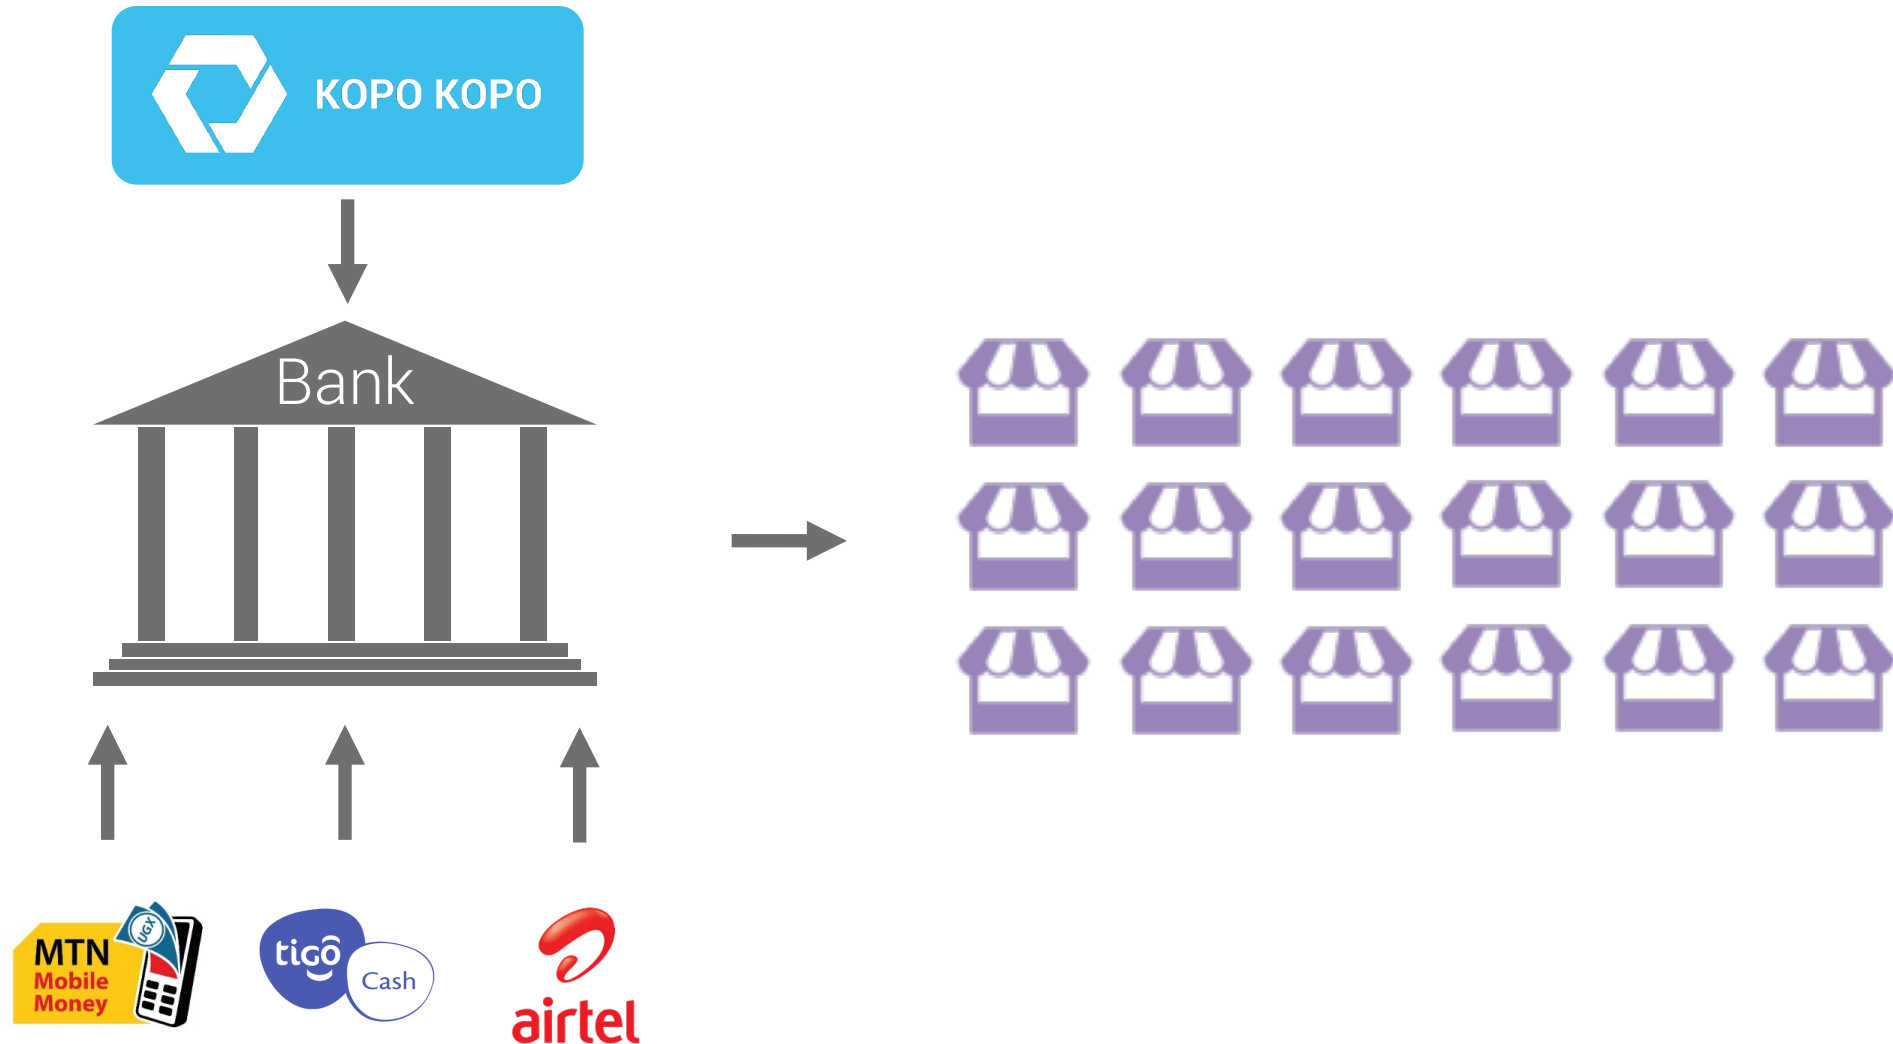 KOPO KOPO
Bank
UGX
MTN
Mobile
Money
tigo
Cash
airtel